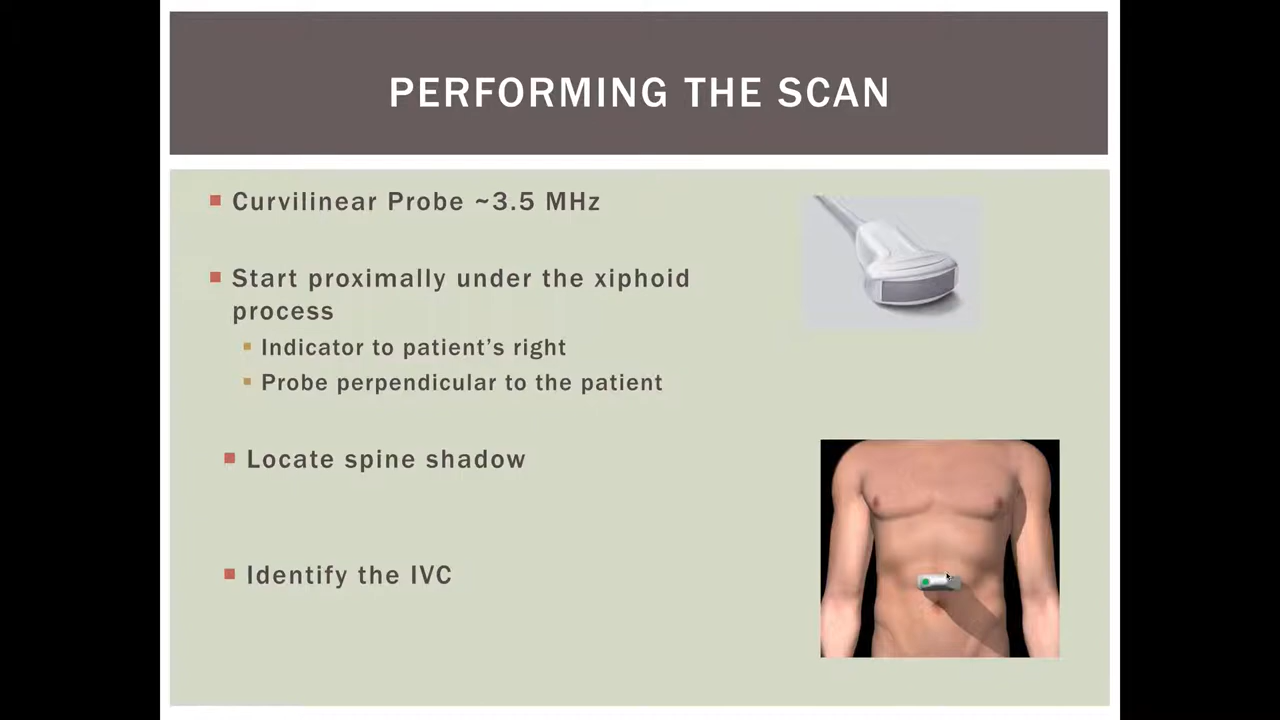 PERFORMING THE SCAN
Curvilinear Probe ~3.5 MHz
Start proximally under the xiphoid
process
Indicator to patient's right
Probe perpendicular to the patient
Locate spine shadow
Identify the IVC